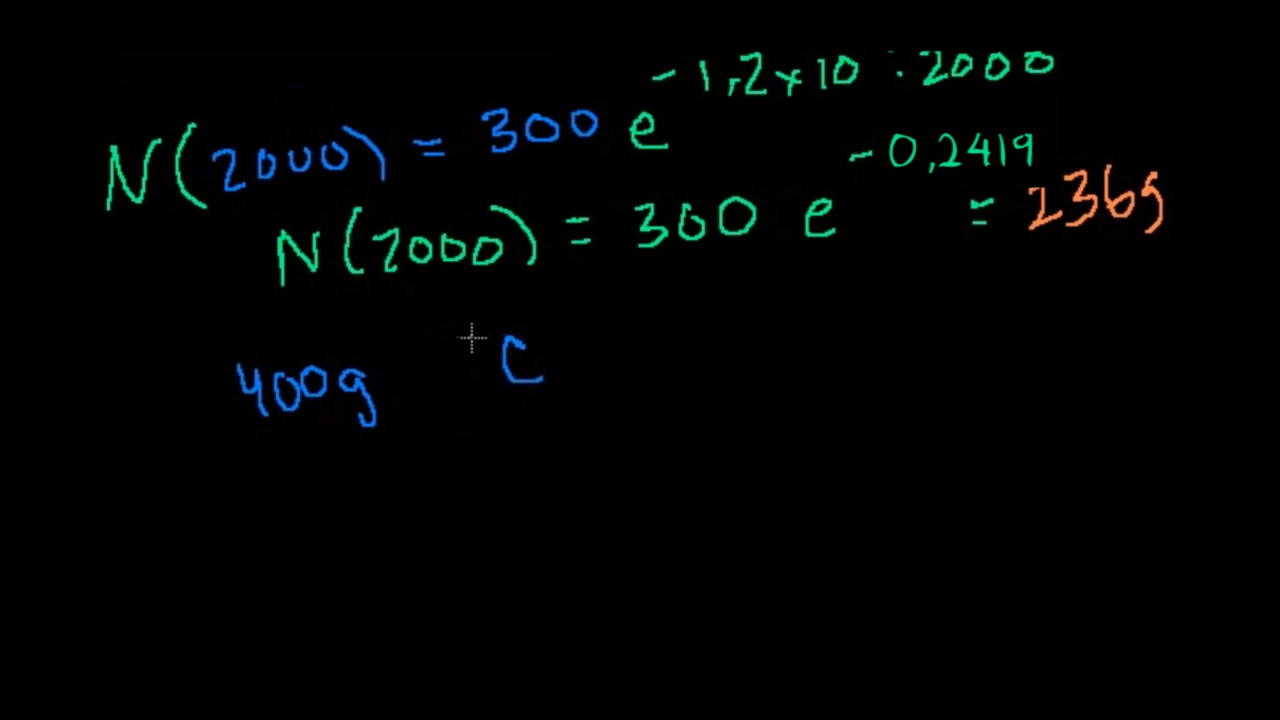 N(2000) = 300 e^-1,2×10 · 2000
N(2000) = 300 e^-0,2419 = 236g
400g C